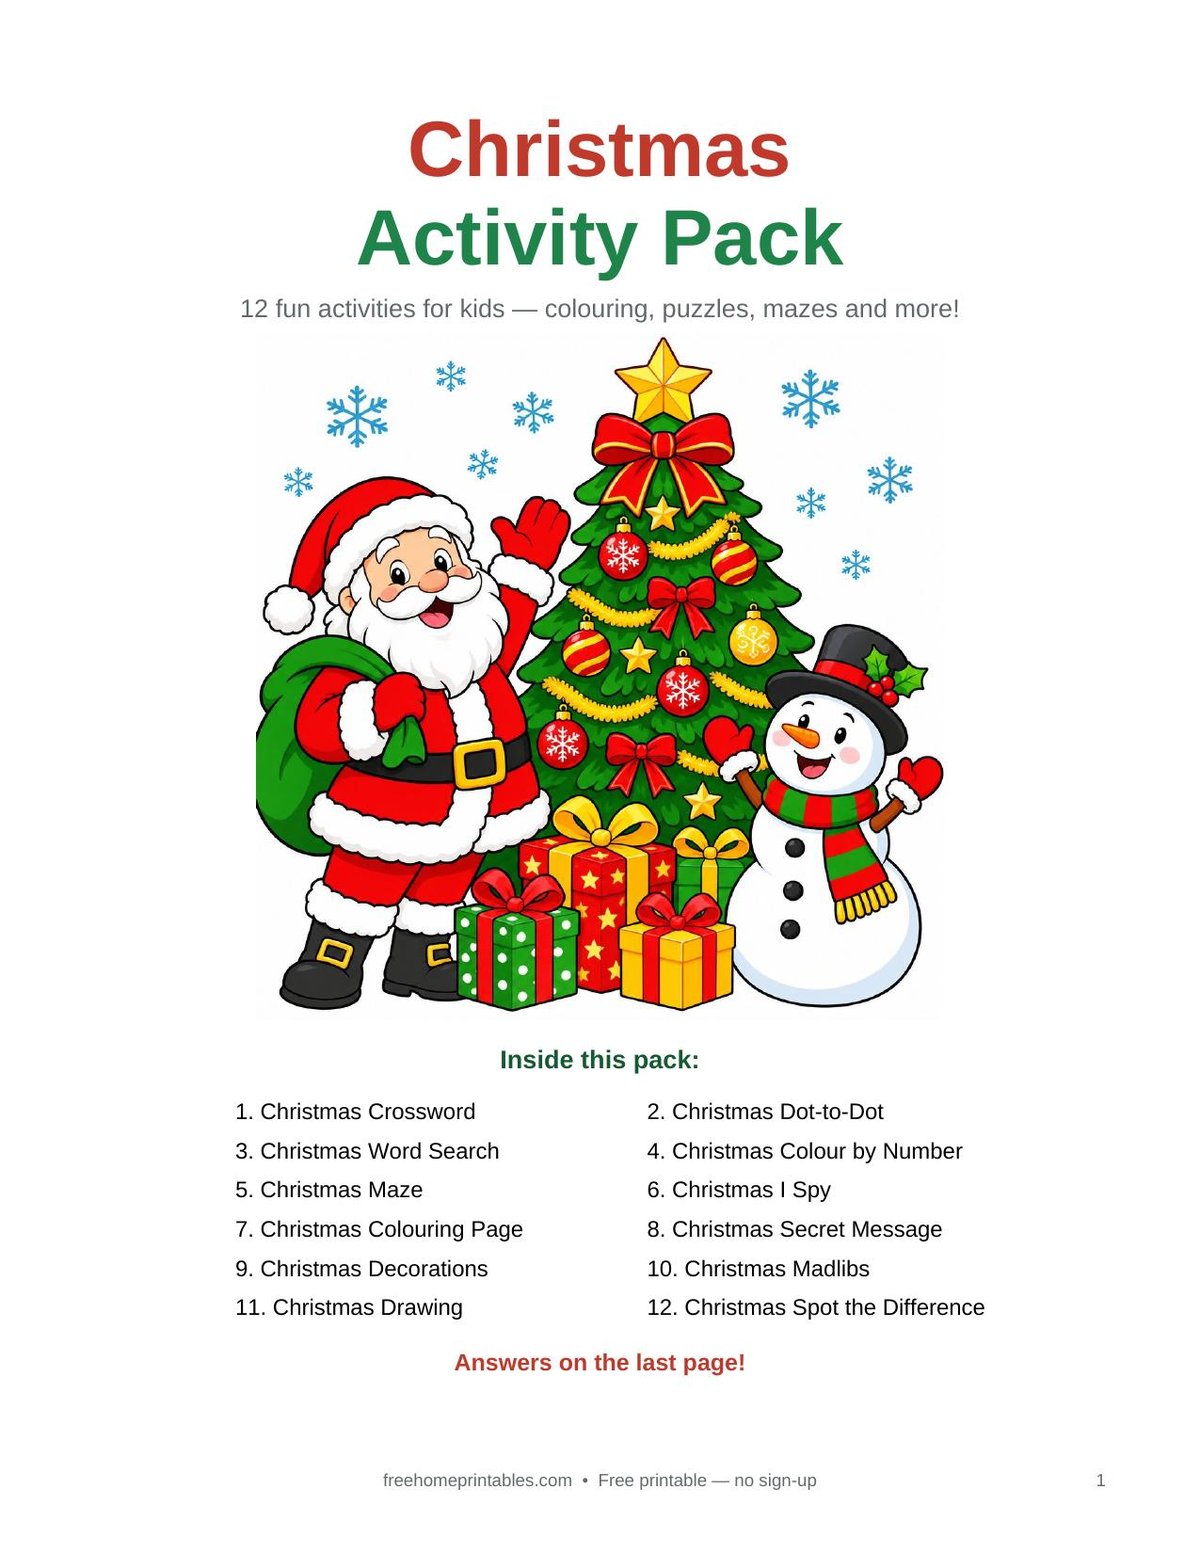 Christmas
Activity Pack
12 fun activities for kids — colouring, puzzles, mazes and more!
Inside this pack:
1. Christmas Crossword
2. Christmas Dot-to-Dot
3. Christmas Word Search
4. Christmas Colour by Number
5. Christmas Maze
6. Christmas I Spy
7. Christmas Colouring Page
8. Christmas Secret Message
9. Christmas Decorations
10. Christmas Madlibs
11. Christmas Drawing
12. Christmas Spot the Difference
Answers on the last page!
freehomeprintables.com • Free printable — no sign-up
1